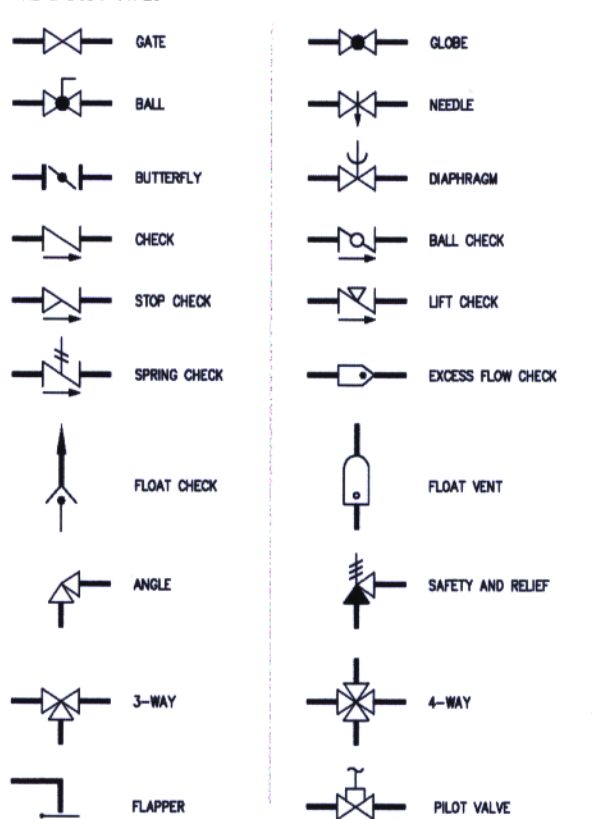 GATE
GLOBE
BALL
NEEDLE
BUTTERFLY
DIAPHRAGM
CHECK
BALL CHECK
STOP CHECK
LIFT CHECK
SPRING CHECK
EXCESS FLOW CHECK
FLOAT CHECK
FLOAT VENT
ANGLE
SAFETY AND RELIEF
3-WAY
4-WAY
FLAPPER
PILOT VALVE